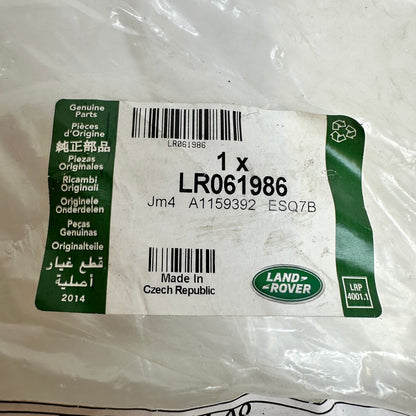 Genuine
Parts
Pièces
d'Origine
純正部品
Piezas
Originales
Ricambi
Originali
Originele
Onderdelen
Peças
Genuinas
Originalteile
قطع غيار
أصلية
2014
LR061986
1 x
LR061986
Jm4 A1159392 ESQ7B
Made In
Czech Republic
LAND
ROVER
LRP
4001.1